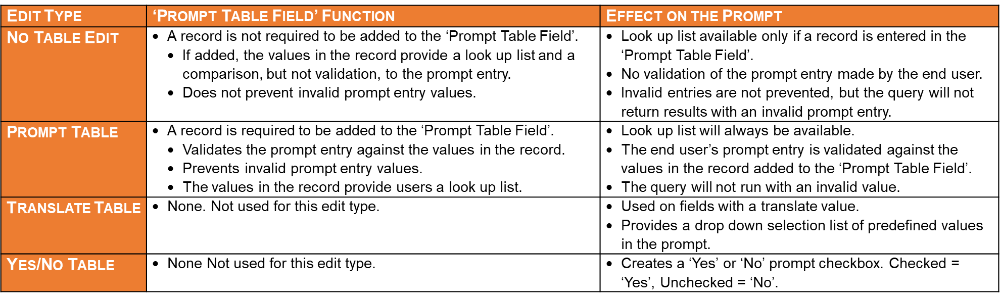 EDIT TYPE
‘PROMPT TABLE FIELD’ FUNCTION
EFFECT ON THE PROMPT
NO TABLE EDIT
• A record is not required to be added to the ‘Prompt Table Field’.
• If added, the values in the record provide a look up list and a
comparison, but not validation, to the prompt entry.
• Does not prevent invalid prompt entry values.
• Look up list available only if a record is entered in the
‘Prompt Table Field’.
• No validation of the prompt entry made by the end user.
• Invalid entries are not prevented, but the query will not
return results with an invalid prompt entry.
PROMPT TABLE
• A record is required to be added to the ‘Prompt Table Field’.
• Validates the prompt entry against the values in the record.
• Prevents invalid prompt entry values.
• The values in the record provide users a look up list.
• Look up list will always be available.
• The end user’s prompt entry is validated against the
values in the record added to the ‘Prompt Table Field’.
• The query will not run with an invalid value.
TRANSLATE TABLE
• None. Not used for this edit type.
• Used on fields with a translate value.
• Provides a drop down selection list of predefined values
in the prompt.
YES/NO TABLE
• None Not used for this edit type.
• Creates a ‘Yes’ or ‘No’ prompt checkbox. Checked =
‘Yes’, Unchecked = ‘No’.